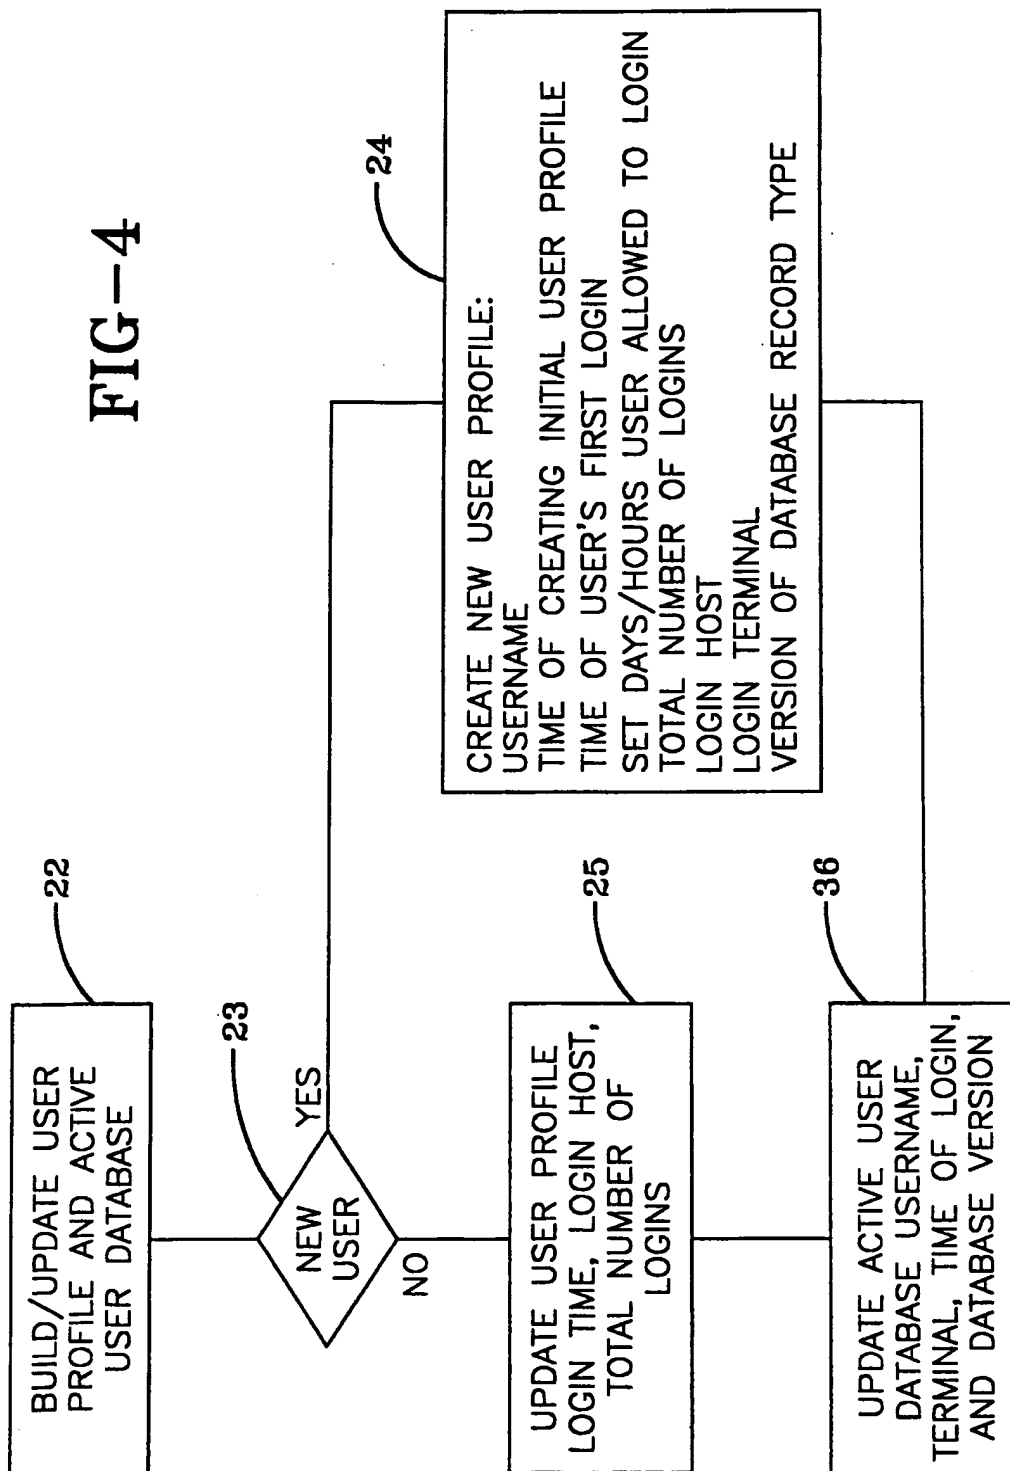 FIG-4
22
BUILD/UPDATE USER
PROFILE AND ACTIVE
USER DATABASE
23
NEW
USER
YES
NO
24
CREATE NEW USER PROFILE:
USERNAME
TIME OF CREATING INITIAL USER PROFILE
TIME OF USER'S FIRST LOGIN
SET DAYS/HOURS USER ALLOWED TO LOGIN
TOTAL NUMBER OF LOGINS
LOGIN HOST
LOGIN TERMINAL
VERSION OF DATABASE RECORD TYPE
25
UPDATE USER PROFILE
LOGIN TIME, LOGIN HOST,
TOTAL NUMBER OF
LOGINS
36
UPDATE ACTIVE USER
DATABASE USERNAME,
TERMINAL, TIME OF LOGIN,
AND DATABASE VERSION